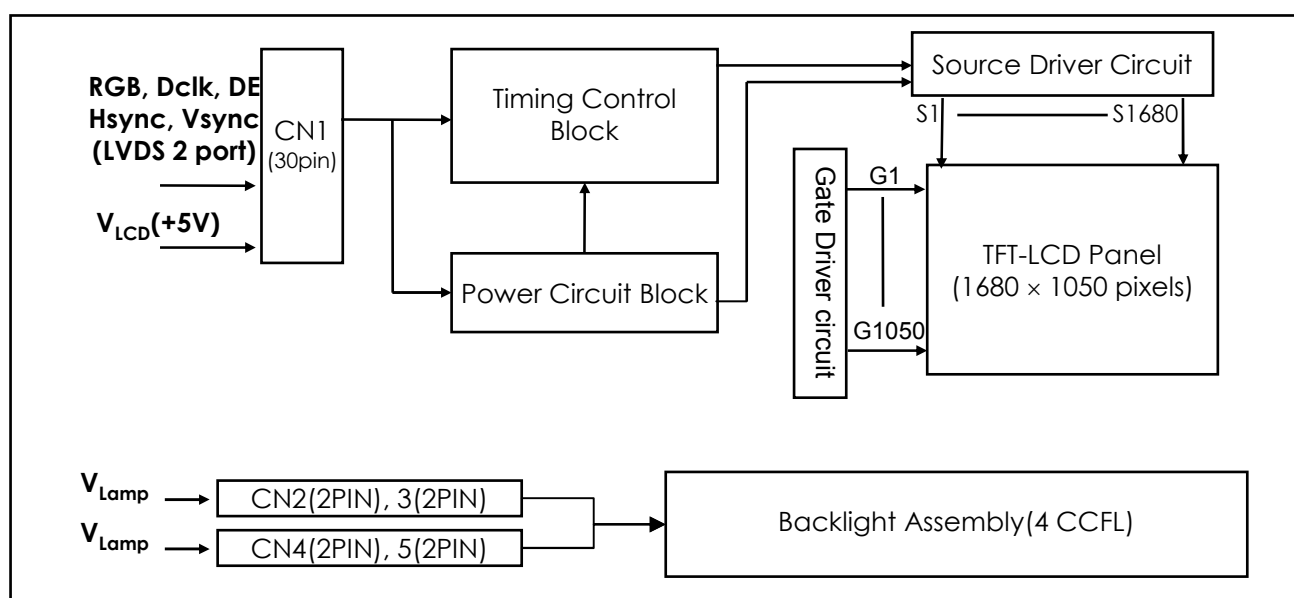 RGB, Dclk, DE
Hsync, Vsync
(LVDS 2 port)
VLCD(+5V)
CN1
(30pin)
Timing Control
Block
Power Circuit Block
Source Driver Circuit
S1
S1680
Gate Driver circuit
G1
G1050
TFT-LCD Panel
(1680 × 1050 pixels)
VLamp
CN2(2PIN), 3(2PIN)
VLamp
CN4(2PIN), 5(2PIN)
Backlight Assembly(4 CCFL)